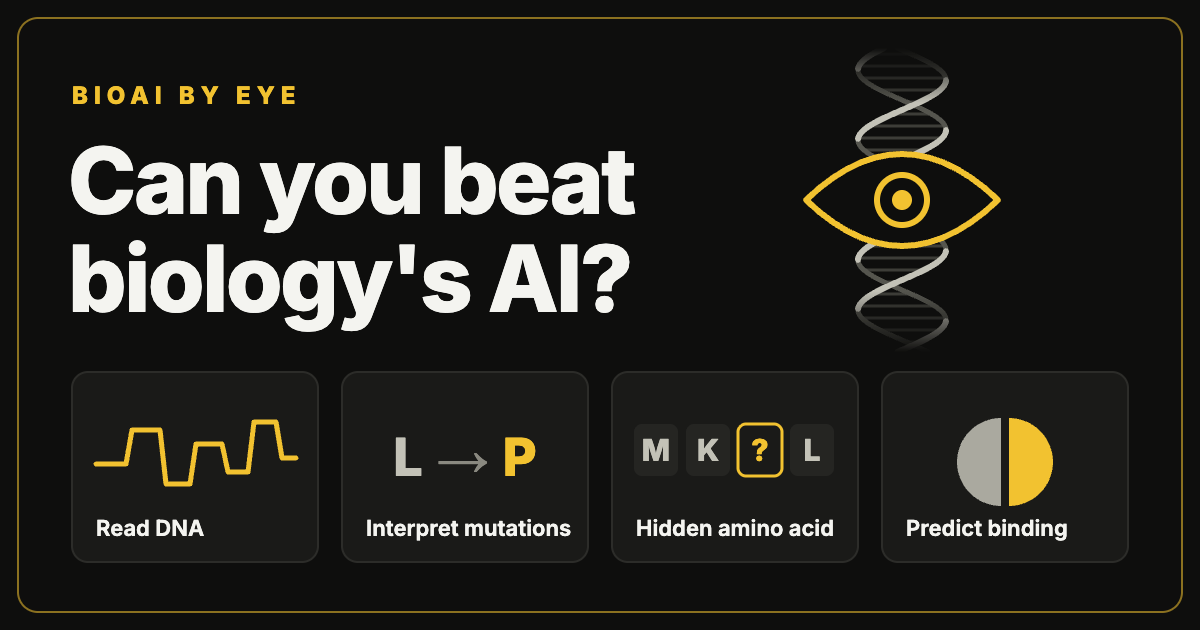 BIOAI BY EYE
Can you beat
biology's AI?
L → P
M K ? L
Read DNA
Interpret mutations
Hidden amino acid
Predict binding